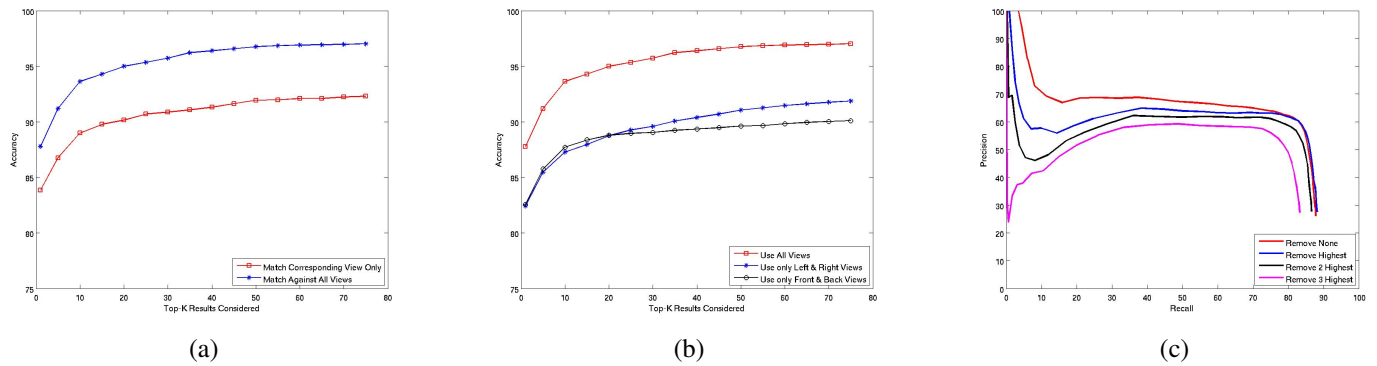 100
95
90
85
80
75
0
10
20
30
40
50
60
70
80
Accuracy
Top-K Results Considered
Match Corresponding View Only
Match Against All Views
(a)
100
95
90
85
80
75
0
10
20
30
40
50
60
70
80
Accuracy
Top-K Results Considered
Use All Views
Use only Left & Right Views
Use only Front & Back Views
(b)
100
90
80
70
60
50
40
30
20
10
0
0
10
20
30
40
50
60
70
80
90
100
Precision
Recall
Remove None
Remove Highest
Remove 2 Highest
Remove 3 Highest
(c)